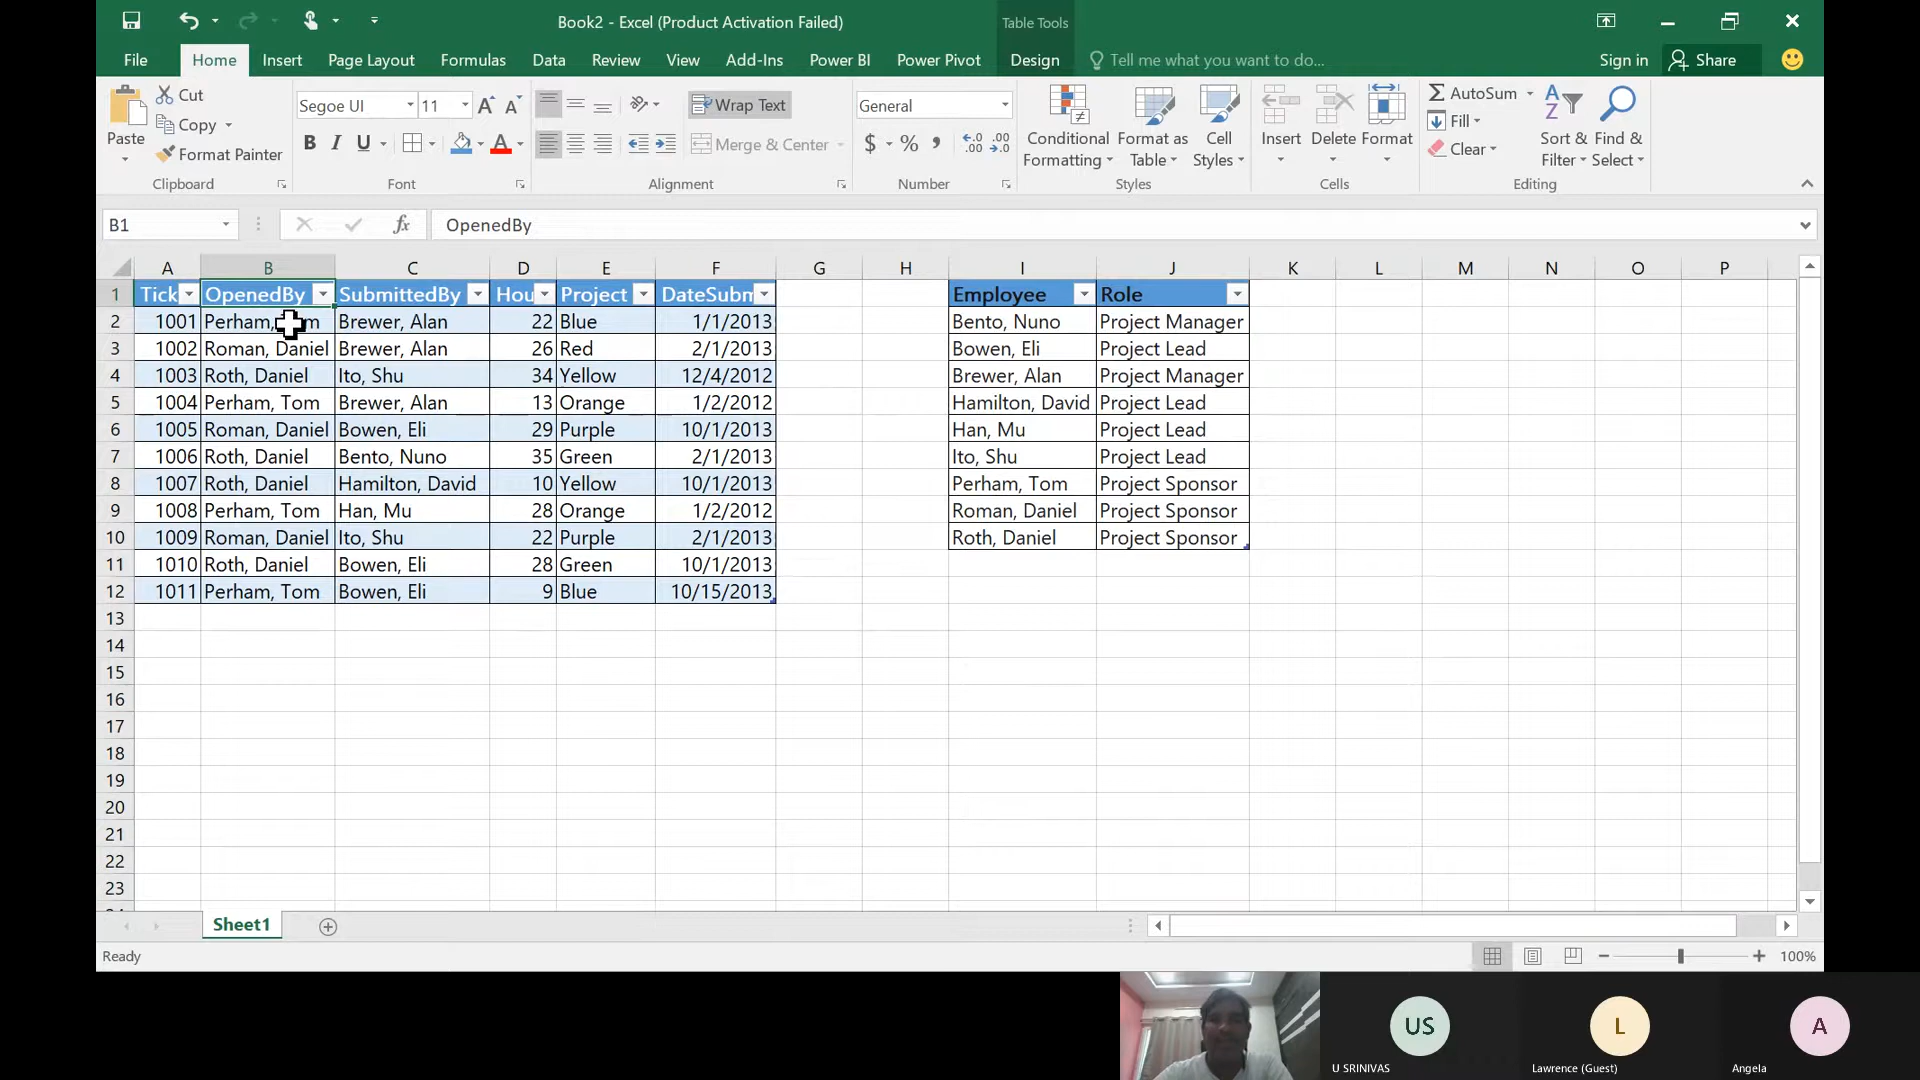 Book2 - Excel (Product Activation Failed)
Table Tools
File Home Insert Page Layout Formulas Data Review View Add-Ins Power BI Power Pivot Design Tell me what you want to do... Sign in Share
Paste
Cut
Copy
Format Painter
Clipboard
Segoe UI 11
B I U
Font
Wrap Text
Merge & Center
Alignment
General
$ % ,
Number
Conditional Formatting
Format as Table
Cell Styles
Styles
Insert Delete Format
Cells
AutoSum
Fill
Clear
Sort & Filter
Find & Select
Editing
B1 fx OpenedBy
A B C D E F G H I J K L M N O P
1 Tick OpenedBy SubmittedBy Hou Project DateSubm Employee Role
2 1001 Perham, Brewer, Alan 22 Blue 1/1/2013 Bento, Nuno Project Manager
3 1002 Roman, Daniel Brewer, Alan 26 Red 2/1/2013 Bowen, Eli Project Lead
4 1003 Roth, Daniel Ito, Shu 34 Yellow 12/4/2012 Brewer, Alan Project Manager
5 1004 Perham, Tom Brewer, Alan 13 Orange 1/2/2012 Hamilton, David Project Lead
6 1005 Roman, Daniel Bowen, Eli 29 Purple 10/1/2013 Han, Mu Project Lead
7 1006 Roth, Daniel Bento, Nuno 35 Green 2/1/2013 Ito, Shu Project Lead
8 1007 Roth, Daniel Hamilton, David 10 Yellow 10/1/2013 Perham, Tom Project Sponsor
9 1008 Perham, Tom Han, Mu 28 Orange 1/2/2012 Roman, Daniel Project Sponsor
10 1009 Roman, Daniel Ito, Shu 22 Purple 2/1/2013 Roth, Daniel Project Sponsor
11 1010 Roth, Daniel Bowen, Eli 28 Green 10/1/2013
12 1011 Perham, Tom Bowen, Eli 9 Blue 10/15/2013
13
14
15
16
17
18
19
20
21
22
23
Sheet1
Ready 100%
US L A
U SRINIVAS Lawrence (Guest) Angela